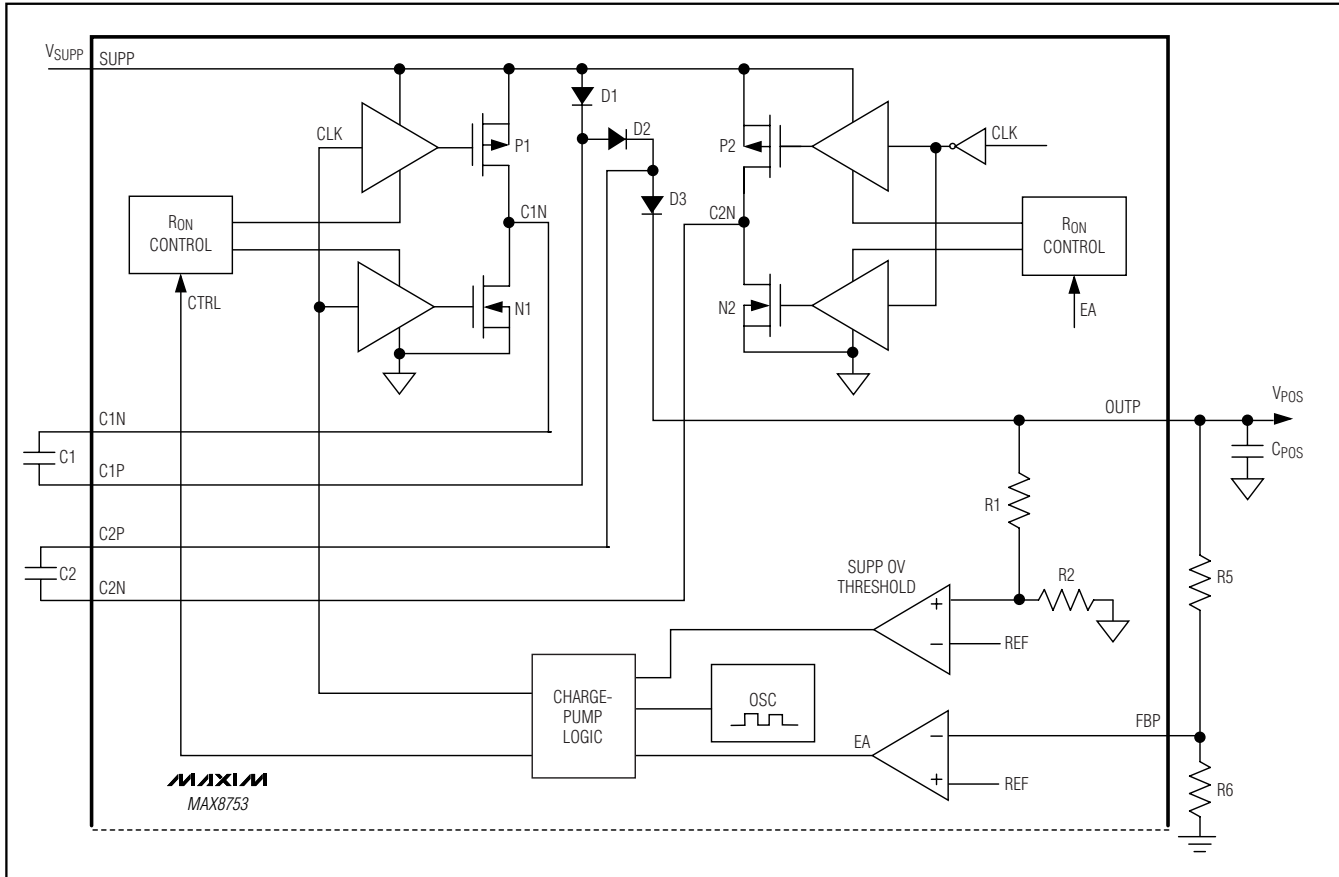 VSUPP SUPP
D1
CLK
P1
D2
P2
CLK
D3
RON CONTROL
C1N
C2N
RON CONTROL
CTRL
N1
N2
EA
C1N
C1
C1P
C2P
C2
C2N
OUTP
VPOS
CPOS
R1
SUPP OV
THRESHOLD
+
−
R2
REF
R5
CHARGE-
PUMP
LOGIC
OSC
EA
−
+
FBP
REF
R6
MAXIM
MAX8753